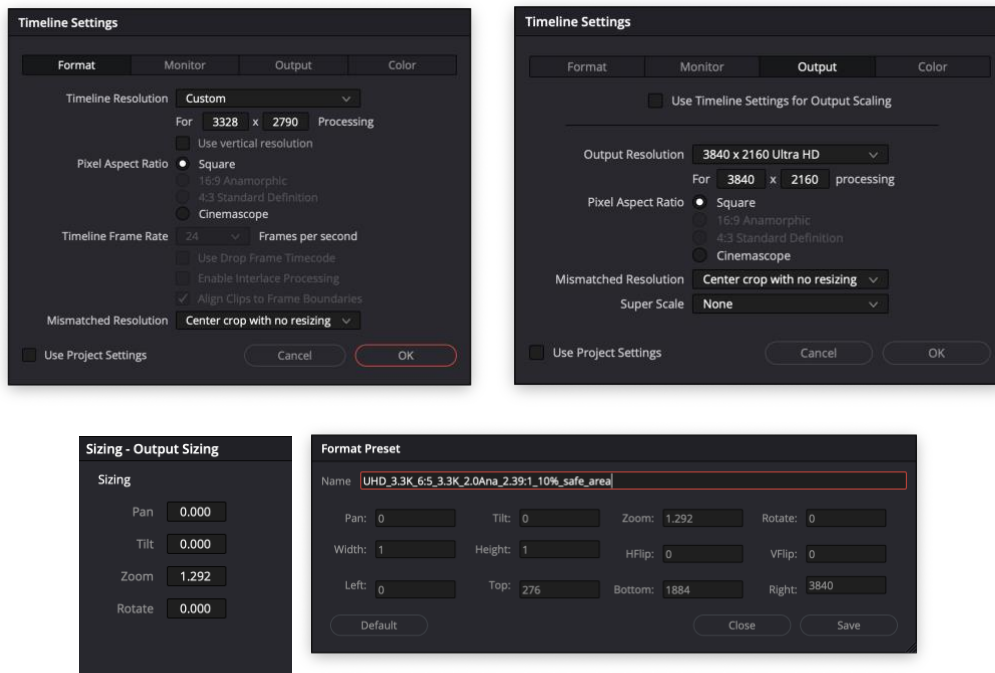 Timeline Settings
Format Monitor Output Color
Timeline Resolution Custom
For 3328 x 2790 Processing
Use vertical resolution
Pixel Aspect Ratio Square
16:9 Anamorphic
4:3 Standard Definition
Cinemascope
Timeline Frame Rate 24 Frames per second
Use Drop Frame Timecode
Enable Interlace Processing
Align Clips to Frame Boundaries
Mismatched Resolution Center crop with no resizing
Use Project Settings Cancel OK
Timeline Settings
Format Monitor Output Color
Use Timeline Settings for Output Scaling
Output Resolution 3840 x 2160 Ultra HD
For 3840 x 2160 processing
Pixel Aspect Ratio Square
16:9 Anamorphic
4:3 Standard Definition
Cinemascope
Mismatched Resolution Center crop with no resizing
Super Scale None
Use Project Settings Cancel OK
Sizing - Output Sizing
Sizing
Pan 0.000
Tilt 0.000
Zoom 1.292
Rotate 0.000
Format Preset
Name UHD_3.3K_6:5_3.3K_2.0Ana_2.39:1_10%_safe_area
Pan: 0 Tilt: 0 Zoom: 1.292 Rotate: 0
Width: 1 Height: 1 HFlip: 0 VFlip: 0
Left: 0 Top: 276 Bottom: 1884 Right: 3840
Default Close Save